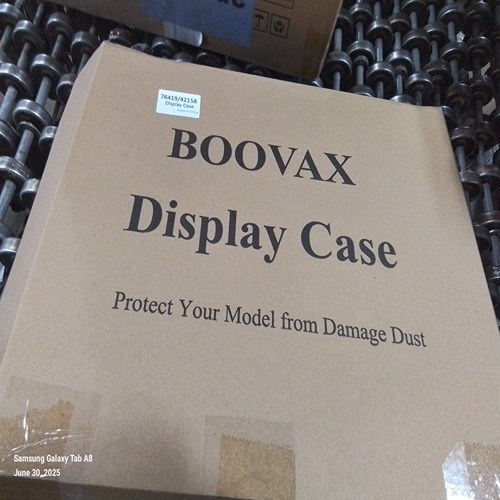 76419/42158
Display Case
BOOVAX
Display Case
Protect Your Model from Damage Dust
Samsung Galaxy Tab A8
June 30, 2025